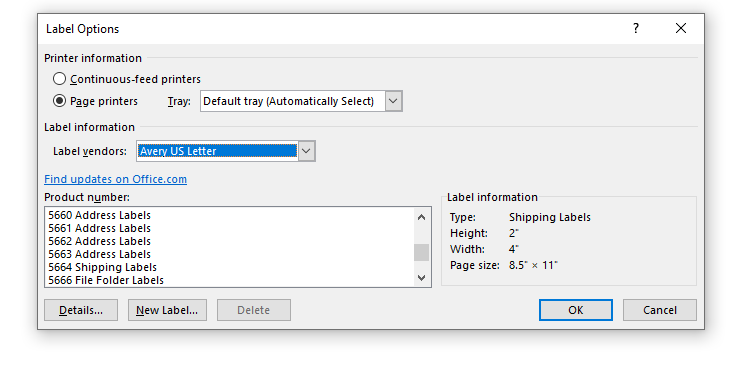 Label Options
?
Printer information
Continuous-feed printers
Page printers Tray: Default tray (Automatically Select)
Label information
Label vendors: Avery US Letter
Find updates on Office.com
Product number:
5660 Address Labels
5661 Address Labels
5662 Address Labels
5663 Address Labels
5664 Shipping Labels
5666 File Folder Labels
Label information
Type: Shipping Labels
Height: 2"
Width: 4"
Page size: 8.5" × 11"
Details... New Label... Delete OK Cancel